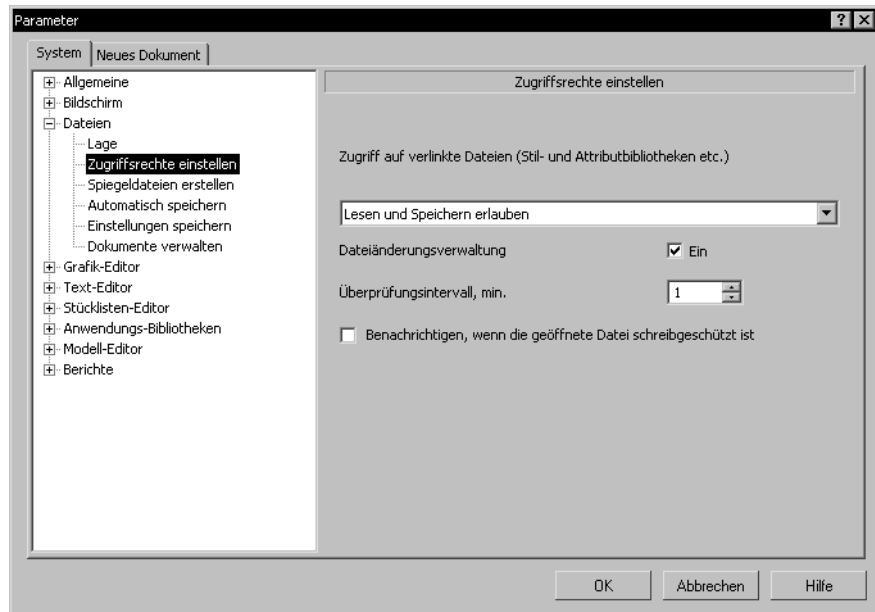 Parameter
System
Neues Dokument
Allgemeine
Bildschirm
Dateien
Lage
Zugriffsrechte einstellen
Spiegeldateien erstellen
Automatisch speichern
Einstellungen speichern
Dokumente verwalten
Grafik-Editor
Text-Editor
Stücklisten-Editor
Anwendungs-Bibliotheken
Modell-Editor
Berichte
Zugriffsrechte einstellen
Zugriff auf verlinkte Dateien (Stil- und Attributbibliotheken etc.)
Lesen und Speichern erlauben
Dateiänderungsverwaltung
Ein
Überprüfungsintervall, min.
1
Benachrichtigen, wenn die geöffnete Datei schreibgeschützt ist
OK
Abbrechen
Hilfe